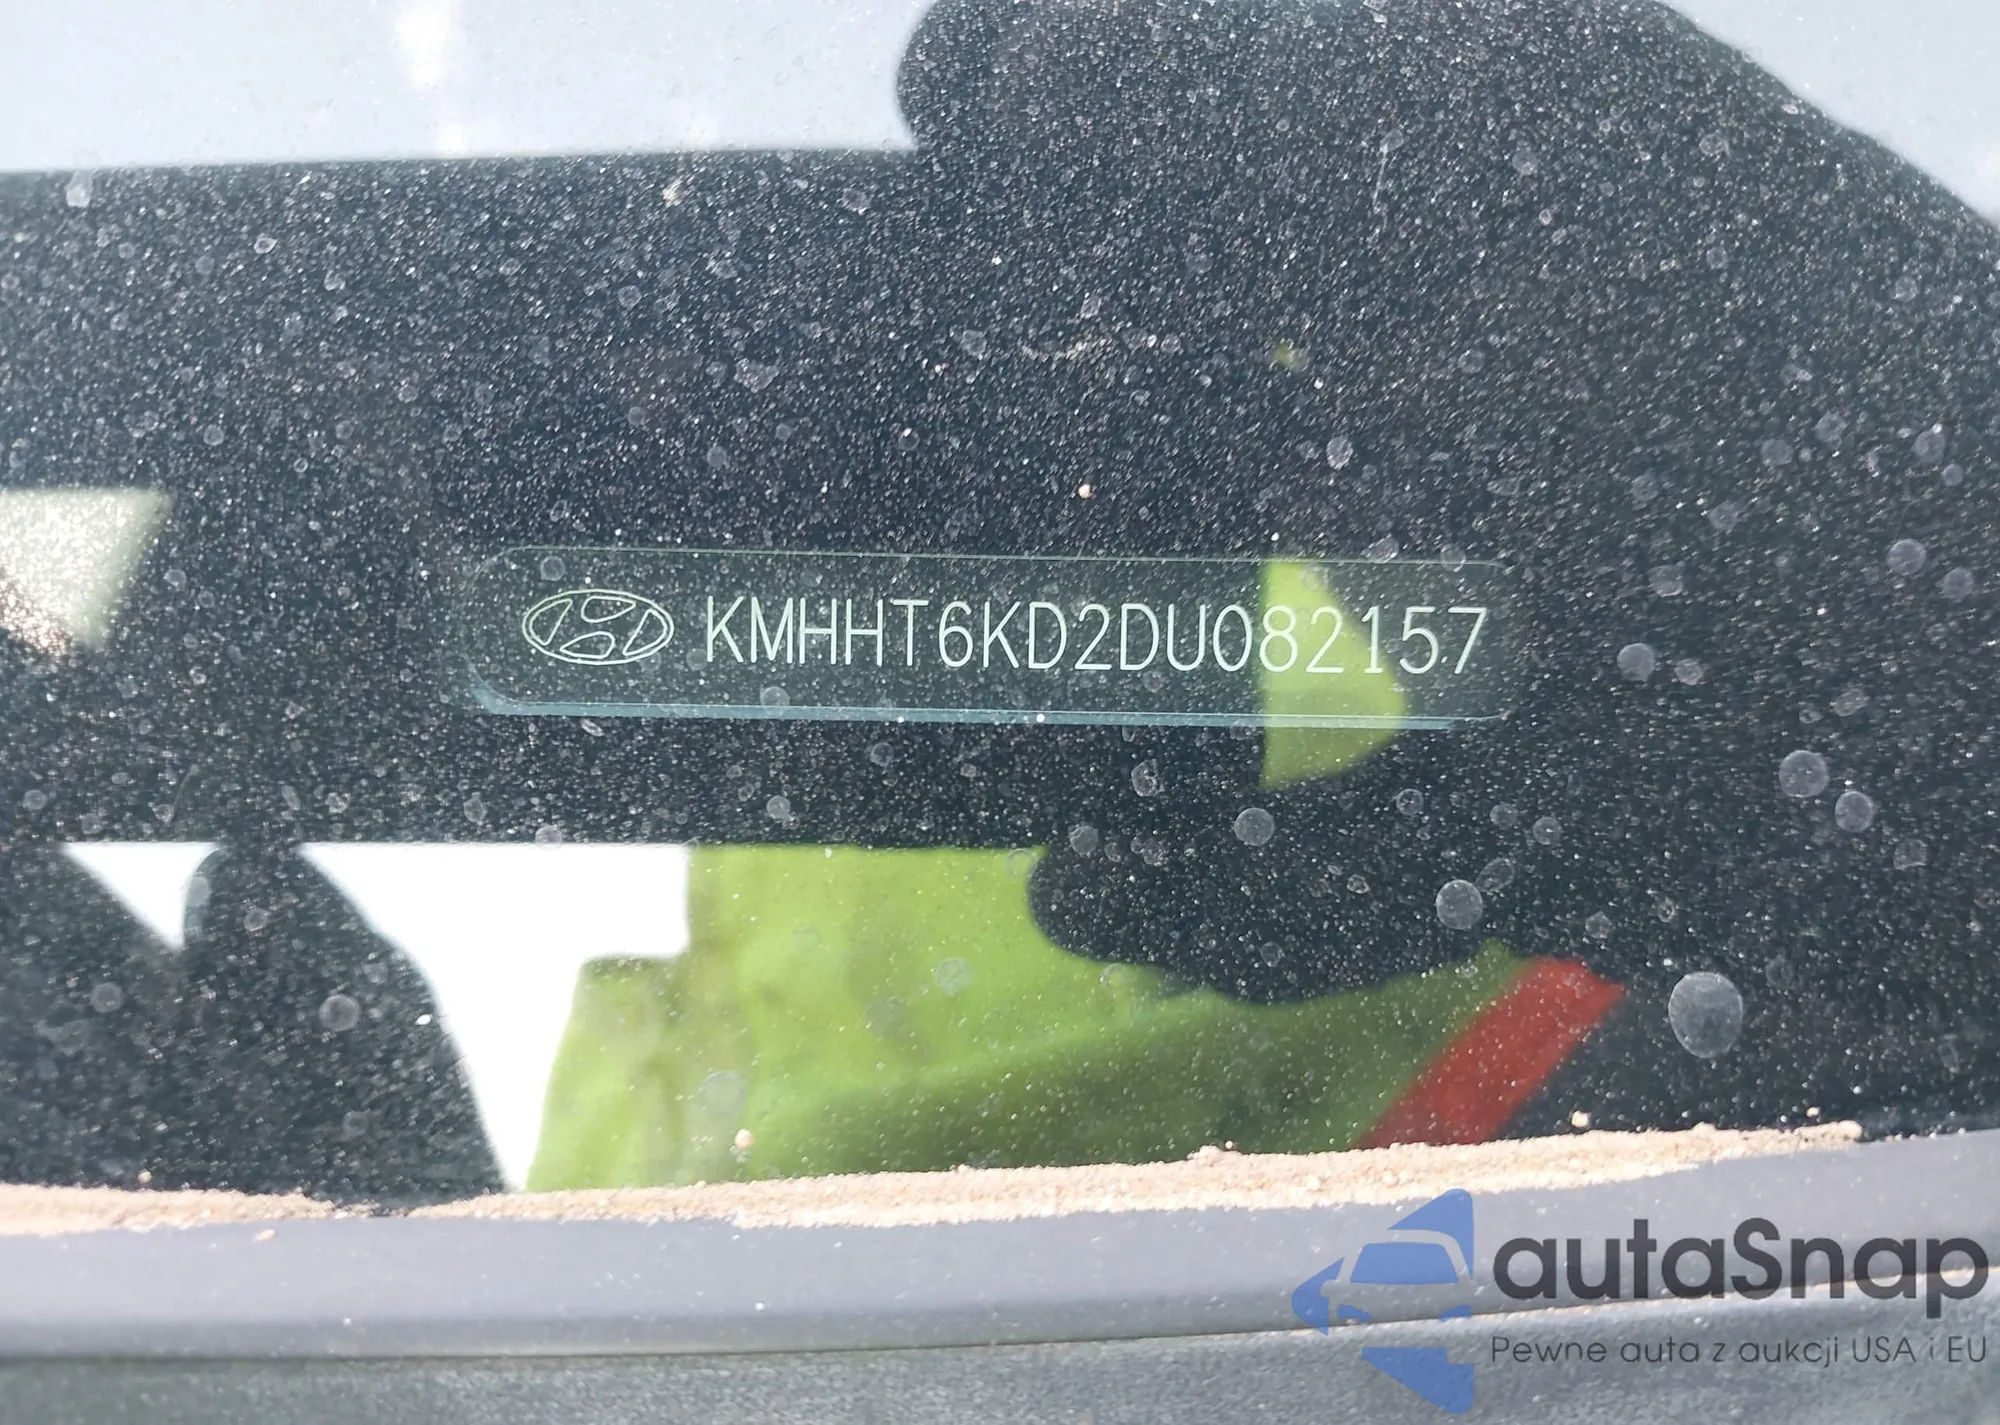 KMHHT6KD2DU082157
autaSnap
Pewne auta z aukcji USA i EU